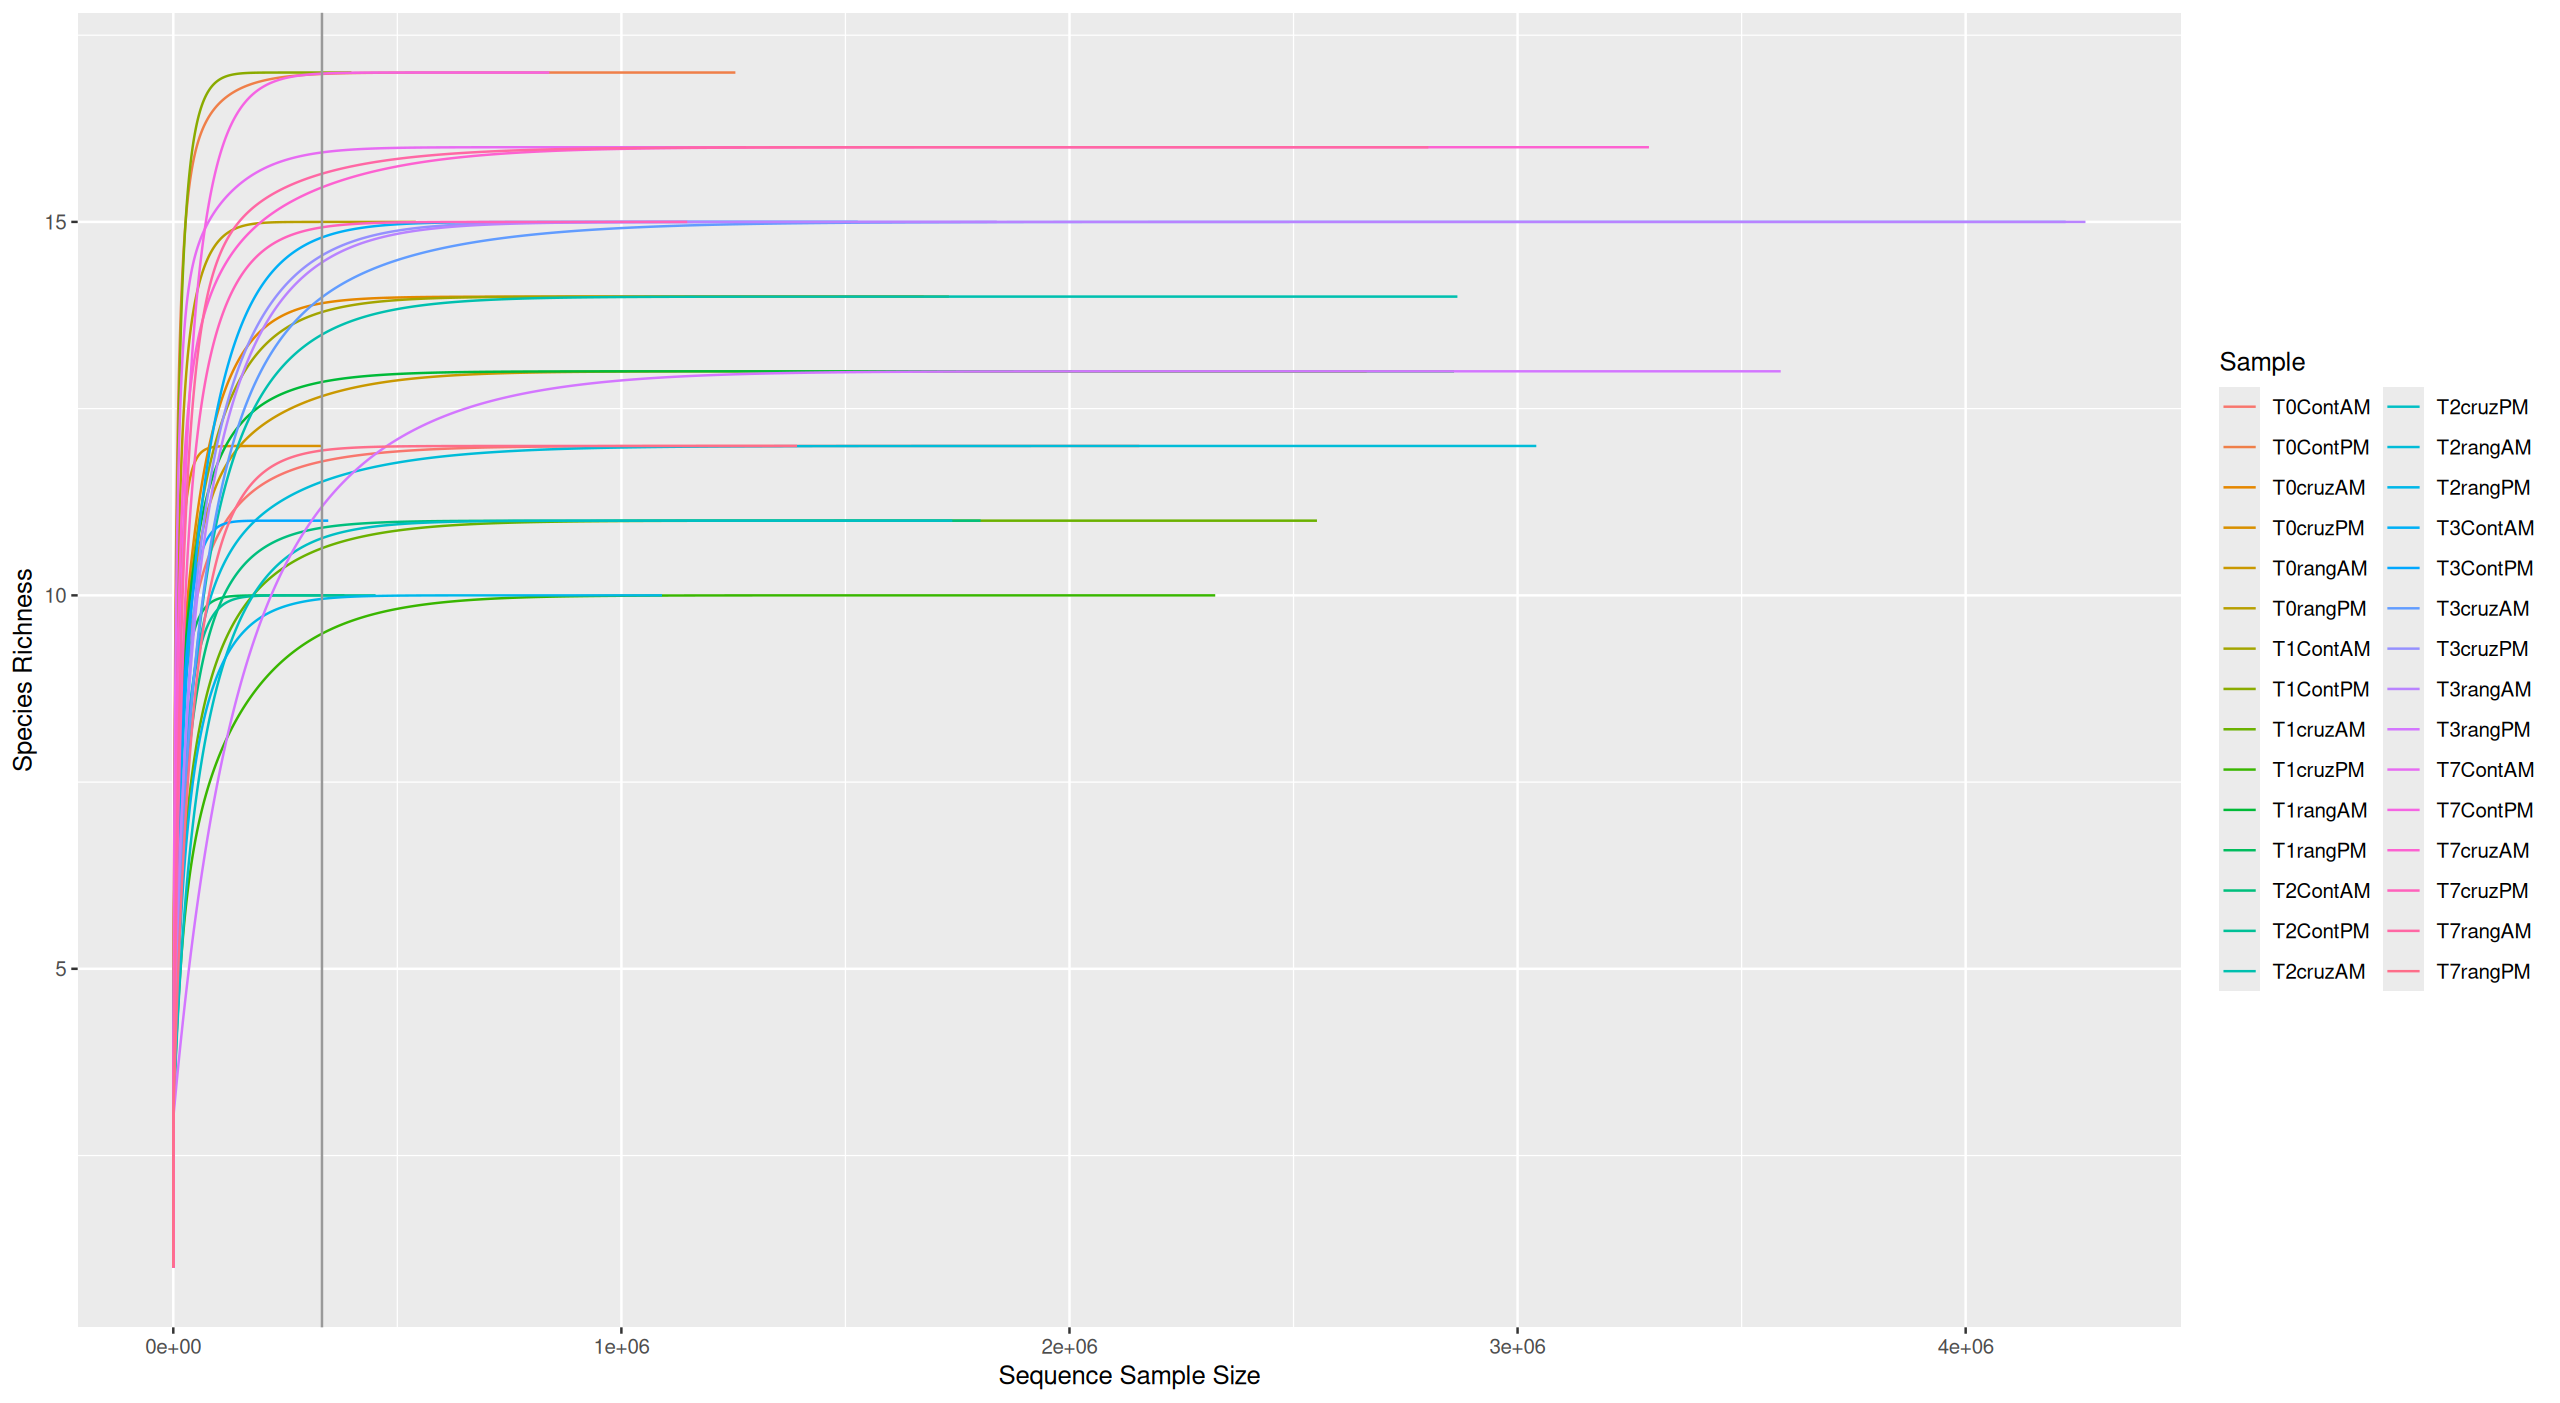 Species Richness
15
10
5
0e+00
1e+06
2e+06
3e+06
4e+06
Sequence Sample Size
Sample
T0ContAM
T0ContPM
T0cruzAM
T0cruzPM
T0rangAM
T0rangPM
T1ContAM
T1ContPM
T1cruzAM
T1cruzPM
T1rangAM
T1rangPM
T2ContAM
T2ContPM
T2cruzAM
T2cruzPM
T2rangAM
T2rangPM
T3ContAM
T3ContPM
T3cruzAM
T3cruzPM
T3rangAM
T3rangPM
T7ContAM
T7ContPM
T7cruzAM
T7cruzPM
T7rangAM
T7rangPM